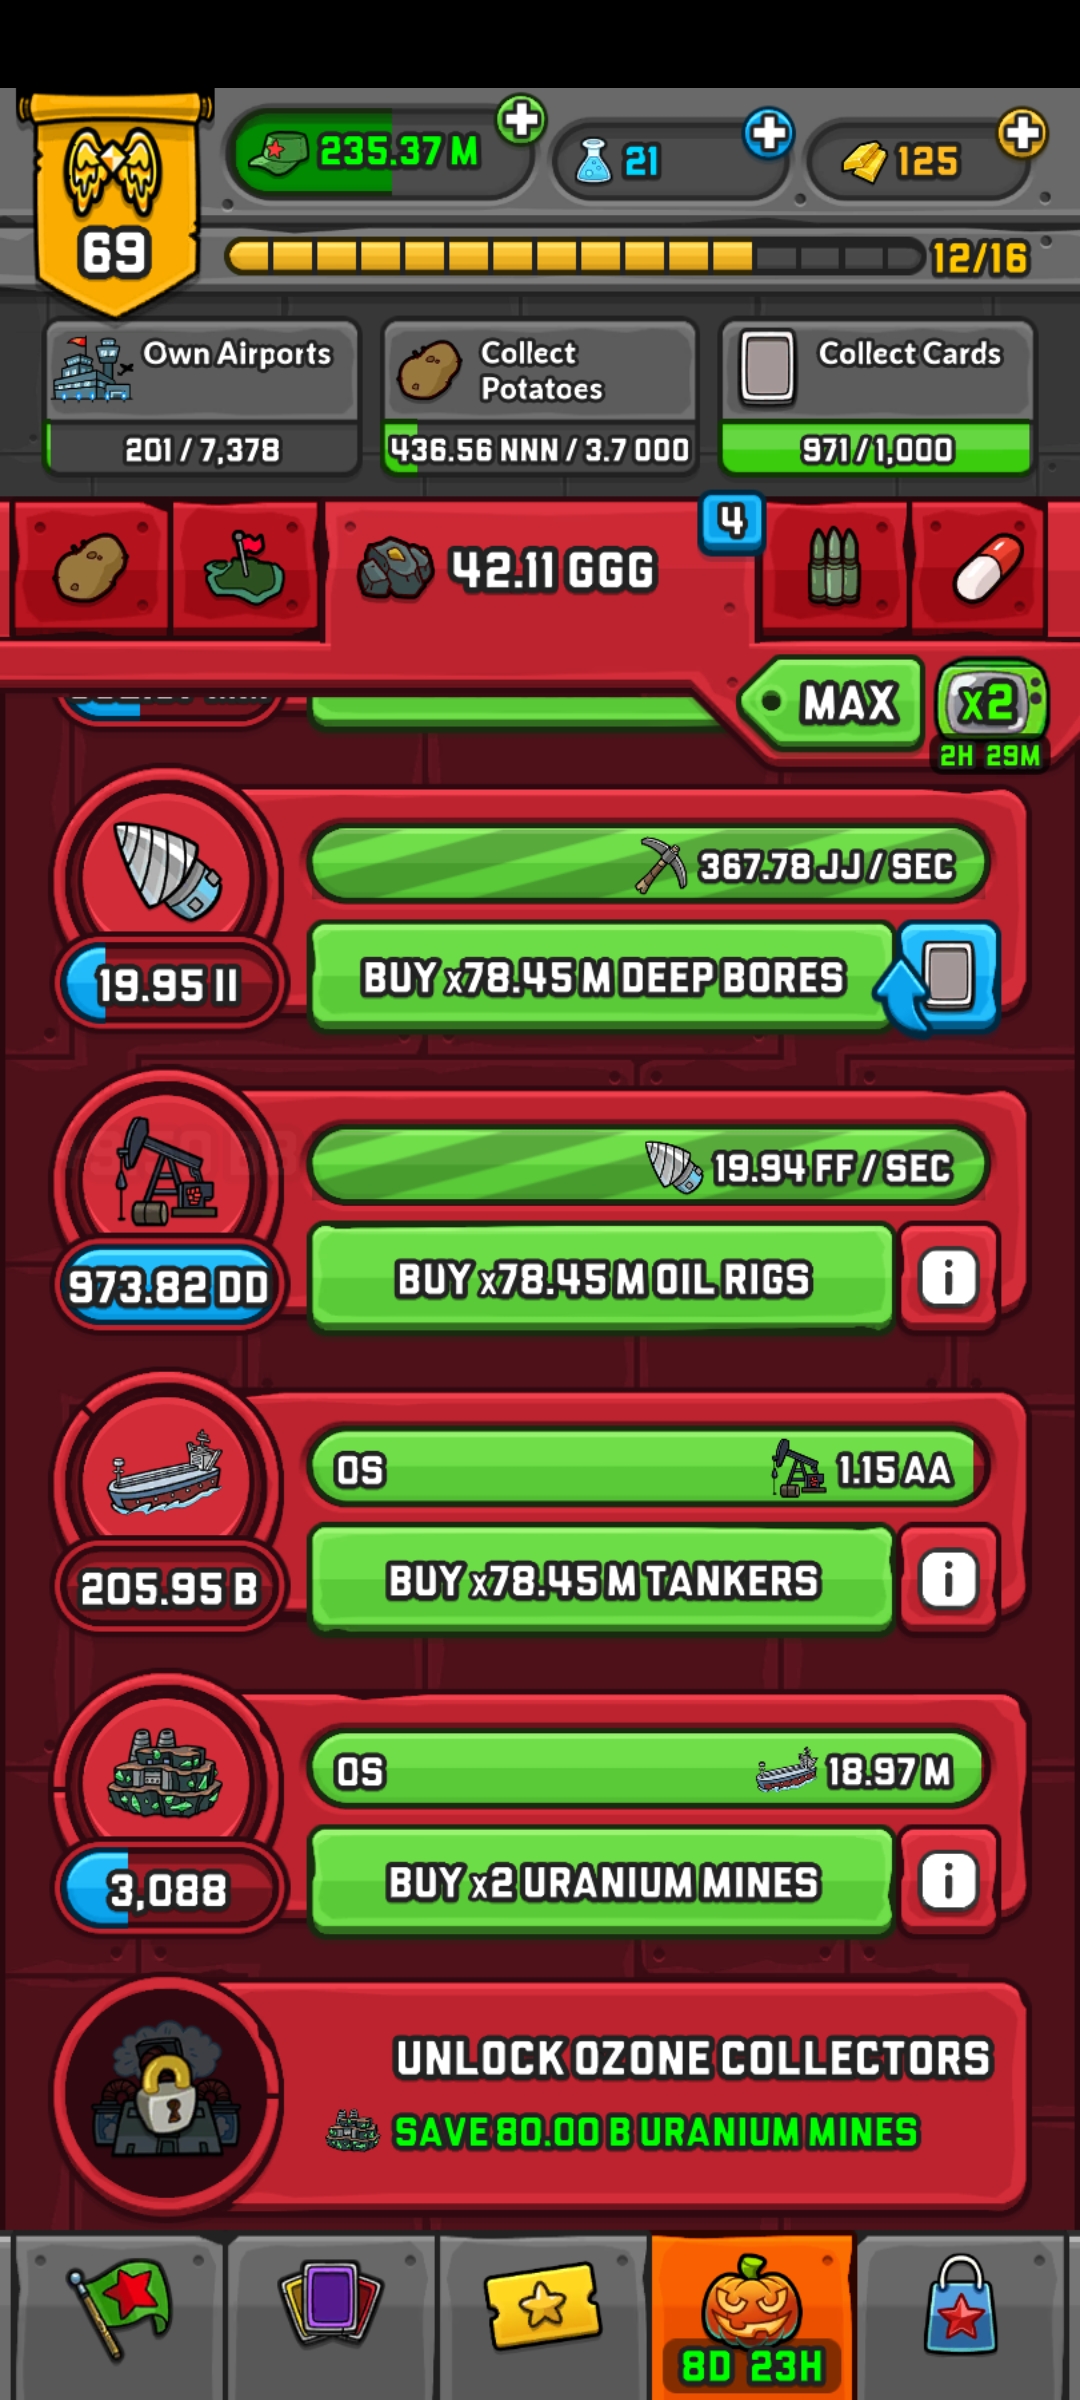 235.37 M
21
125
69
12/16
Own Airports
201 / 7,378
Collect
Potatoes
436.56 NNN / 3.7 OOO
Collect Cards
971 / 1,000
42.11 GGG
4
MAX
x2
2H 29M
367.78 JJ / SEC
19.95 II
BUY x78.45 M DEEP BORES
19.94 FF / SEC
973.82 DD
BUY x78.45 M OIL RIGS
i
0S
1.15 AA
205.95 B
BUY x78.45 M TANKERS
i
0S
18.97 M
3,088
BUY x2 URANIUM MINES
i
UNLOCK OZONE COLLECTORS
SAVE 80.00 B URANIUM MINES
8D 23H